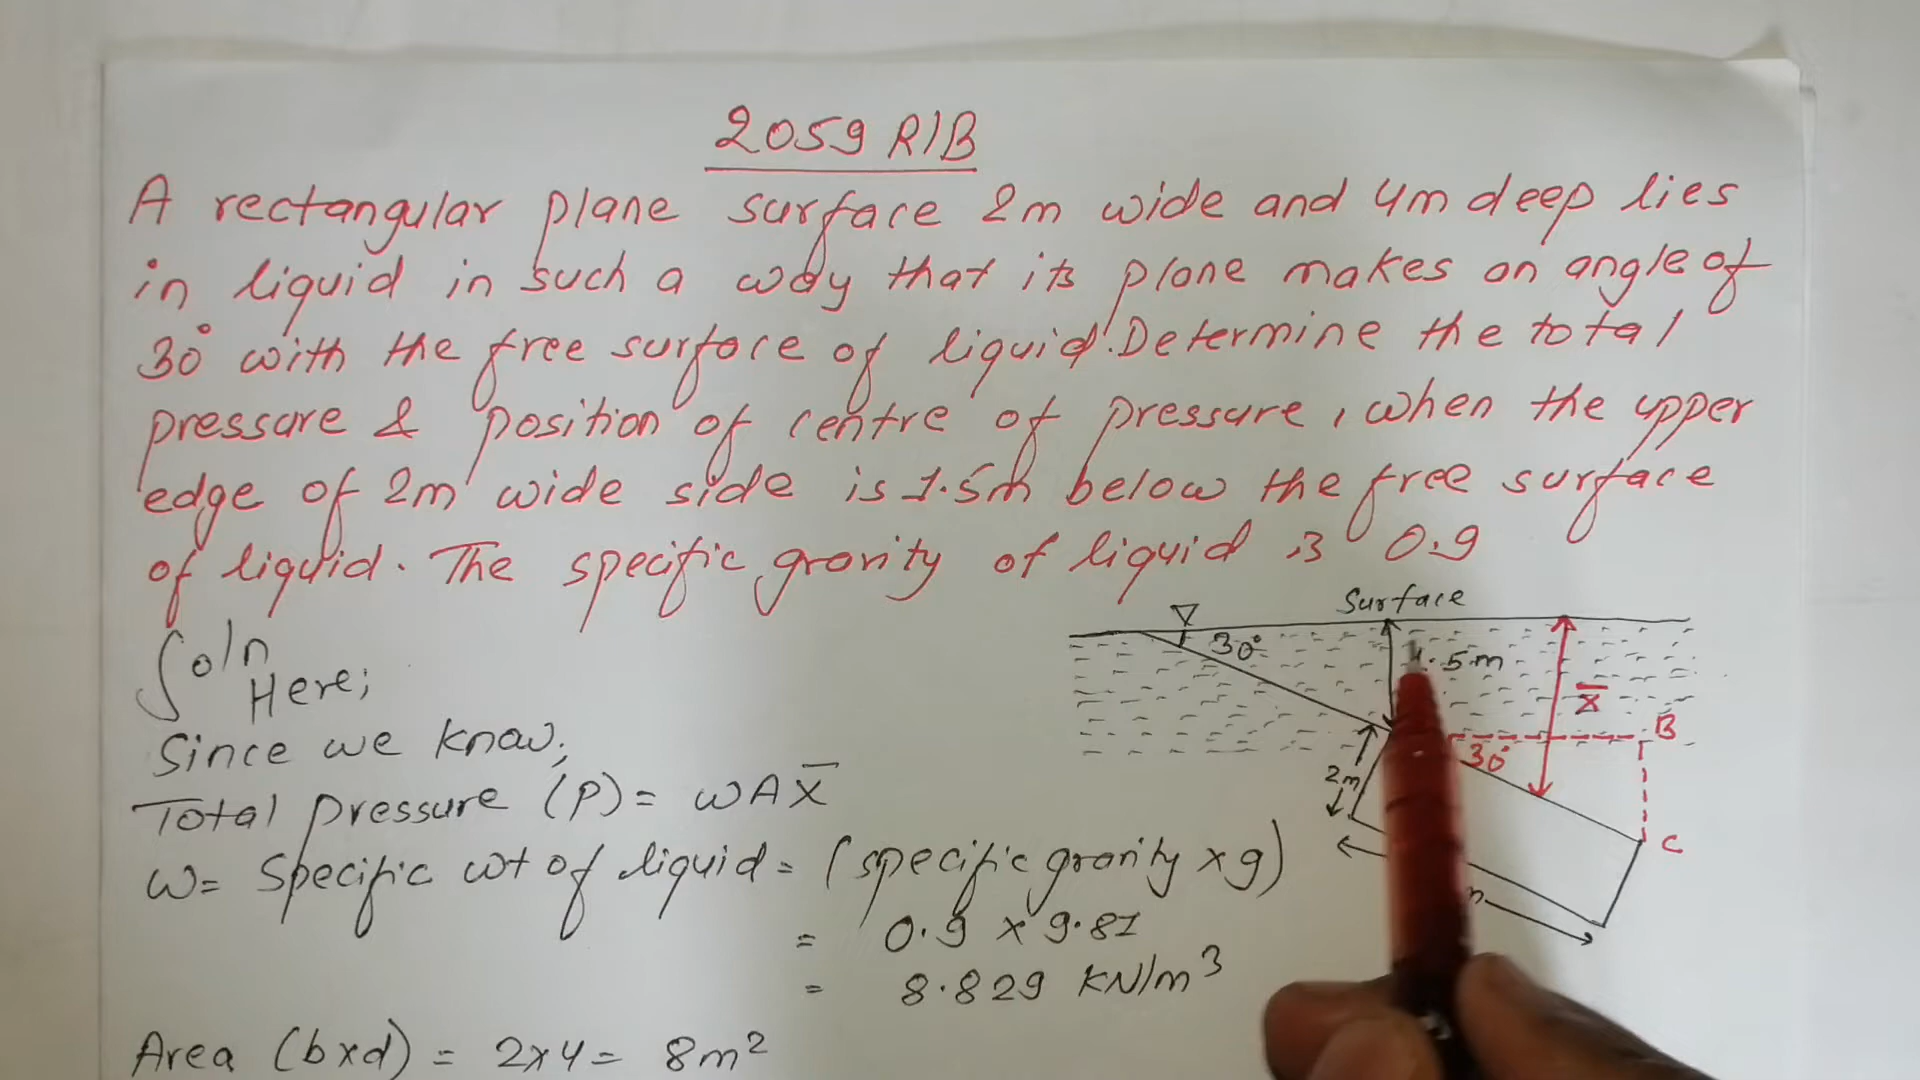 2059 R/B
A rectangular plane surface 2m wide and 4m deep lies
in liquid in such a way that its plane makes an angle of
30° with the free surface of liquid. Determine the total
pressure & position of centre of pressure, when the upper
edge of 2m wide side is 1.5m below the free surface
of liquid. The specific gravity of liquid is 0.9
Surface
30°
1.5m
x̄
B
30°
2m
C
Soln
Here;
Since we know;
Total pressure (P) = ωAx̄
ω = Specific wt of liquid = (specific gravity × g)
= 0.9 × 9.81
= 8.829 KN/m³
Area (b×d) = 2×4 = 8m²